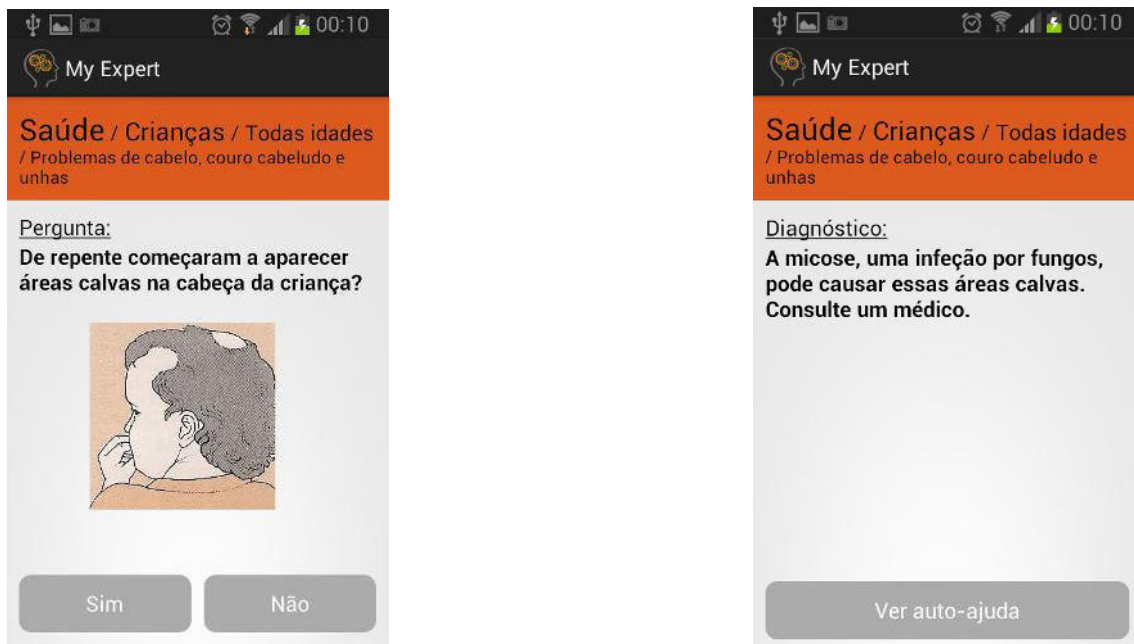 00:10
My Expert
Saúde / Crianças / Todas idades
/ Problemas de cabelo, couro cabeludo e
unhas
Pergunta:
De repente começaram a aparecer
áreas calvas na cabeça da criança?
Sim
Não
00:10
My Expert
Saúde / Crianças / Todas idades
/ Problemas de cabelo, couro cabeludo e
unhas
Diagnóstico:
A micose, uma infeção por fungos,
pode causar essas áreas calvas.
Consulte um médico.
Ver auto-ajuda